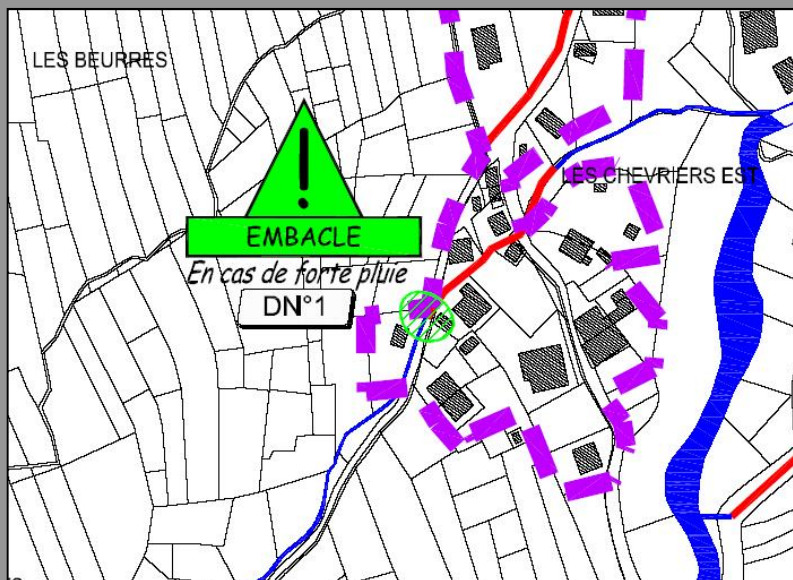 LES BEURRES
!
LES CHEVRIERS EST
EMBACLE
En cas de forte pluie
DN°1